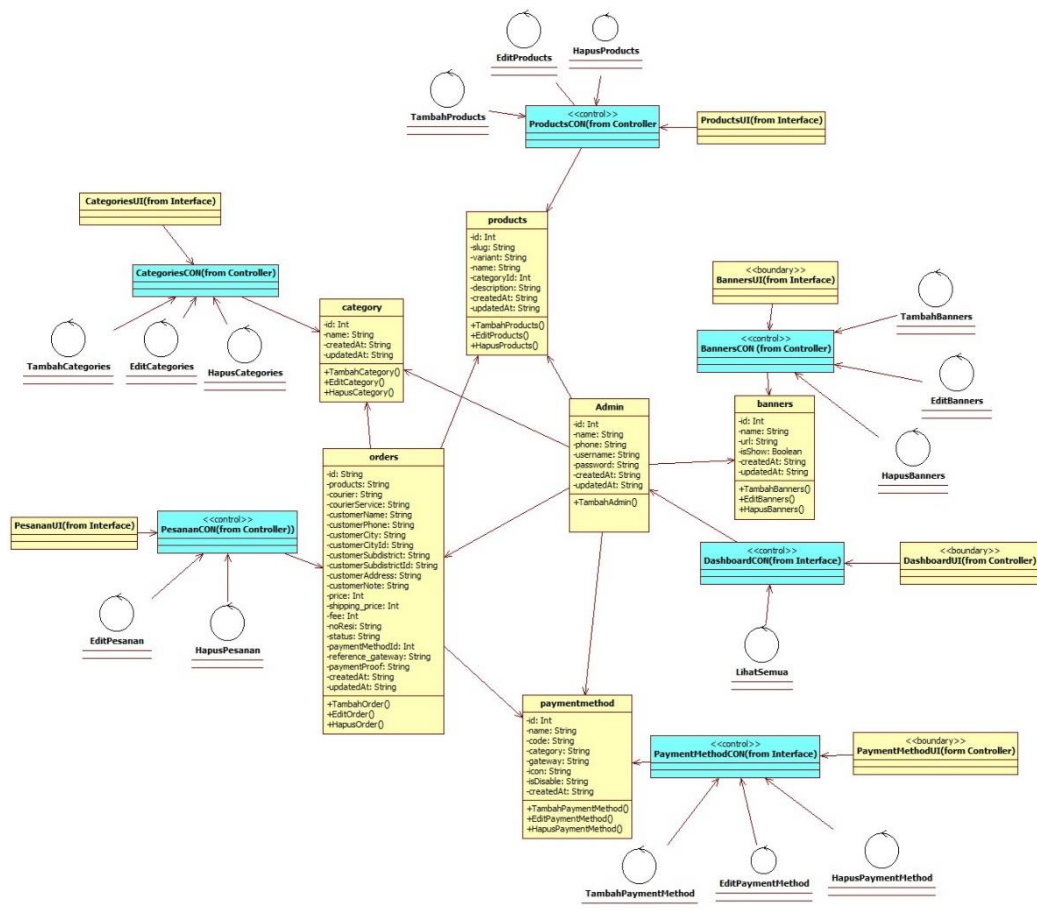 EditProducts
HapusProducts
TambahProducts
<<control>>
ProductsCON(from Controller
ProductsUI(from Interface)
CategoriesUI(from Interface)
CategoriesCON(from Controller)
TambahCategories
EditCategories
HapusCategories
category
-id: Int
-name: String
-createdAt: String
-updatedAt: String
+TambahCategory()
+EditCategory()
+HapusCategory()
products
-id: Int
-slug: String
-variant: String
-name: String
-categoryId: Int
-description: String
-createdAt: String
-updatedAt: String
+TambahProducts()
+EditProducts()
+HapusProducts()
<<boundary>>
BannersUI(from Interface)
<<control>>
BannersCON (from Controller)
TambahBanners
EditBanners
HapusBanners
banners
-id: Int
-name: String
-url: String
-isShow: Boolean
-createdAt: String
-updatedAt: String
+TambahBanners()
+EditBanners()
+HapusBanners()
Admin
-id: Int
-name: String
-phone: String
-username: String
-password: String
-createdAt: String
-updatedAt: String
+TambahAdmin()
orders
-id: String
-products: String
-courier: String
-courierService: String
-customerName: String
-customerPhone: String
-customerCity: String
-customerCityId: String
-customerSubdistrict: String
-customerSubdistrictId: String
-customerAddress: String
-customerNote: String
-price: Int
-shipping_price: Int
-fee: Int
-noResi: String
-status: String
-paymentMethodId: Int
-reference_gateway: String
-paymentProof: String
-createdAt: String
-updatedAt: String
+TambahOrder()
+EditOrder()
+HapusOrder()
PesananUI(from Interface)
<<control>>
PesananCON(from Controller))
EditPesanan
HapusPesanan
<<control>>
DashboardCON(from Interface)
<<boundary>>
DashboardUI(from Controller)
LihatSemua
paymentmethod
-id: Int
-name: String
-code: String
-category: String
-gateway: String
-icon: String
-isDisable: String
-createdAt: String
+TambahPaymentMethod()
+EditPaymentMethod()
+HapusPaymentMethod()
<<control>>
PaymentMethodCON(from Interface)
<<boundary>>
PaymentMethodUI(form Controller)
TambahPaymentMethod
EditPaymentMethod
HapusPaymentMethod